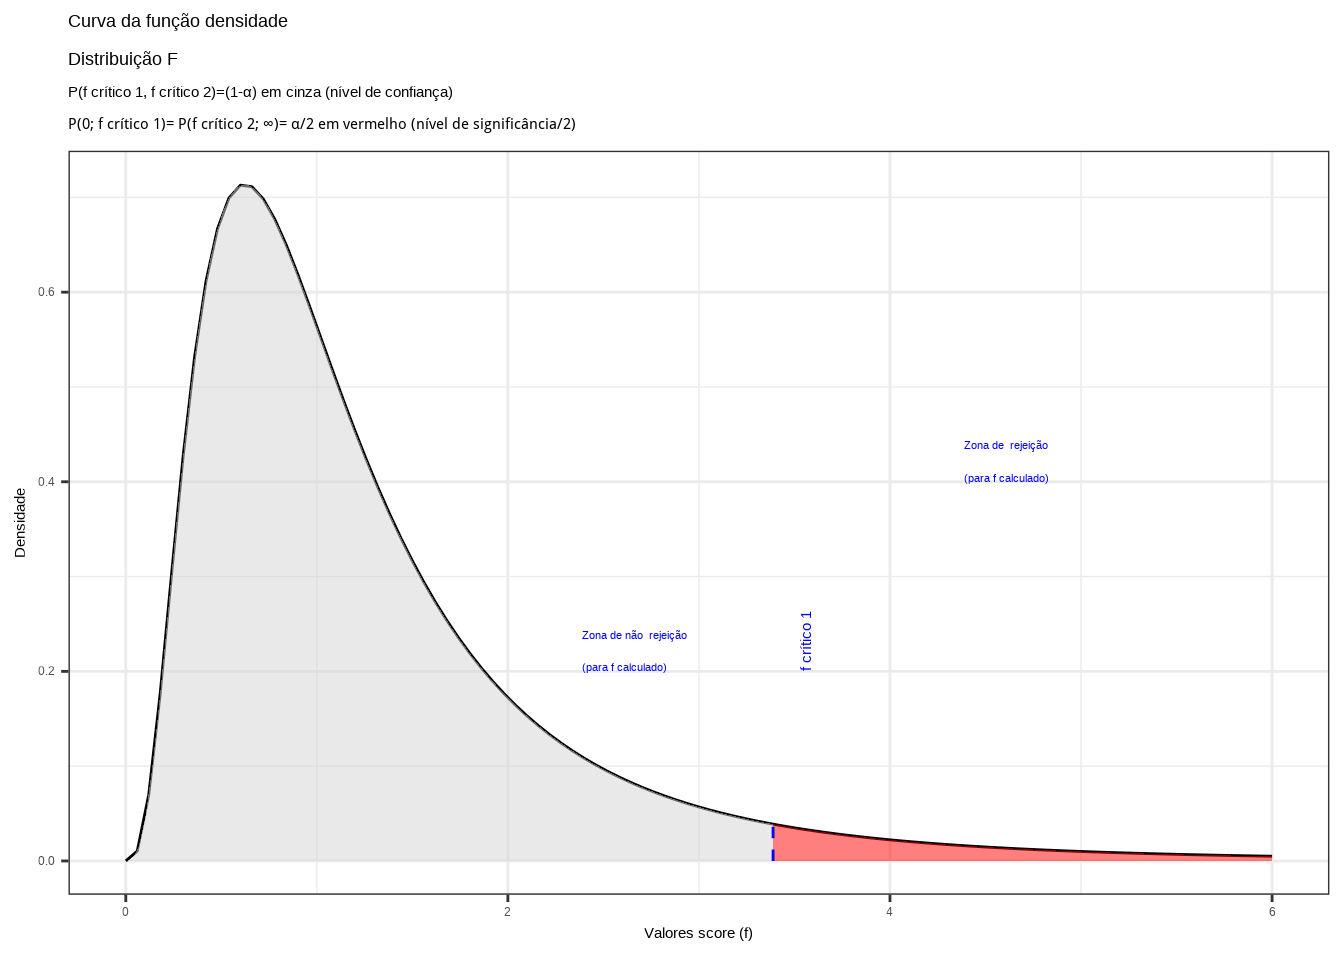 Curva da função densidade
Distribuição F
P(f crítico 1, f crítico 2)=(1-α) em cinza (nível de confiança)
P(0; f crítico 1)= P(f crítico 2; ∞)= α/2 em vermelho (nível de significância/2)
Densidade
0.6
0.4
0.2
0.0
Zona de  rejeição
(para f calculado)
Zona de não  rejeição
(para f calculado)
f crítico 1
0
2
4
6
Valores score (f)